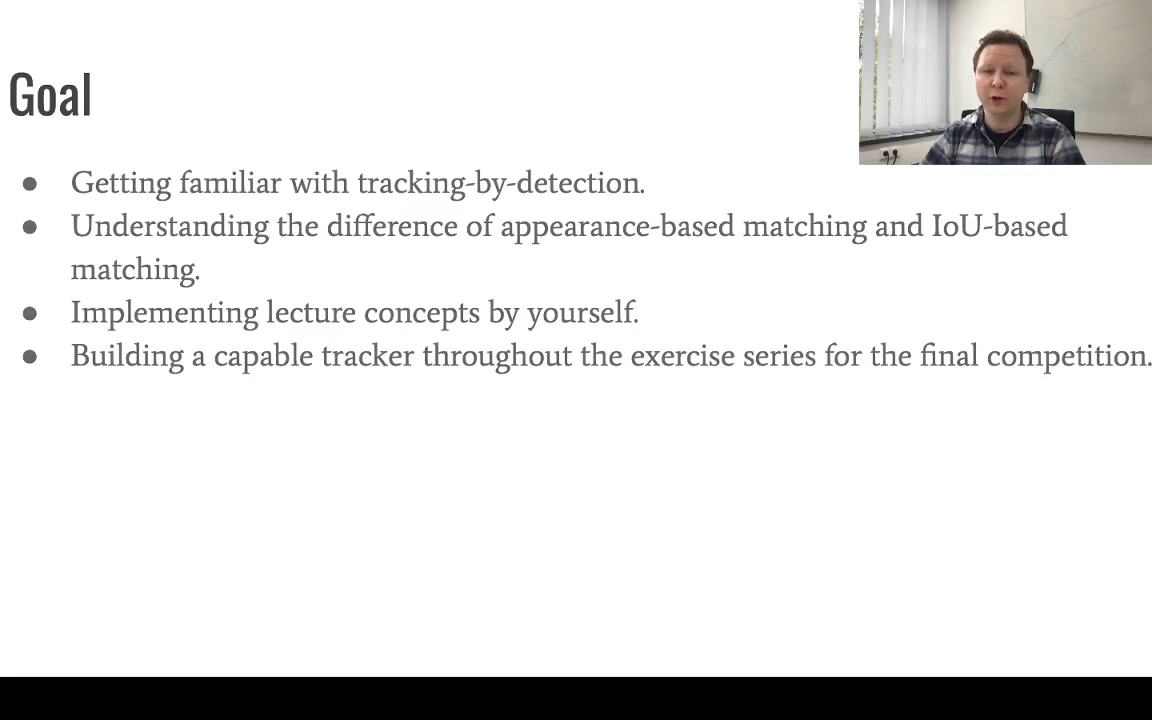 Goal
● Getting familiar with tracking-by-detection.
● Understanding the difference of appearance-based matching and IoU-based
matching.
● Implementing lecture concepts by yourself.
● Building a capable tracker throughout the exercise series for the final competition.